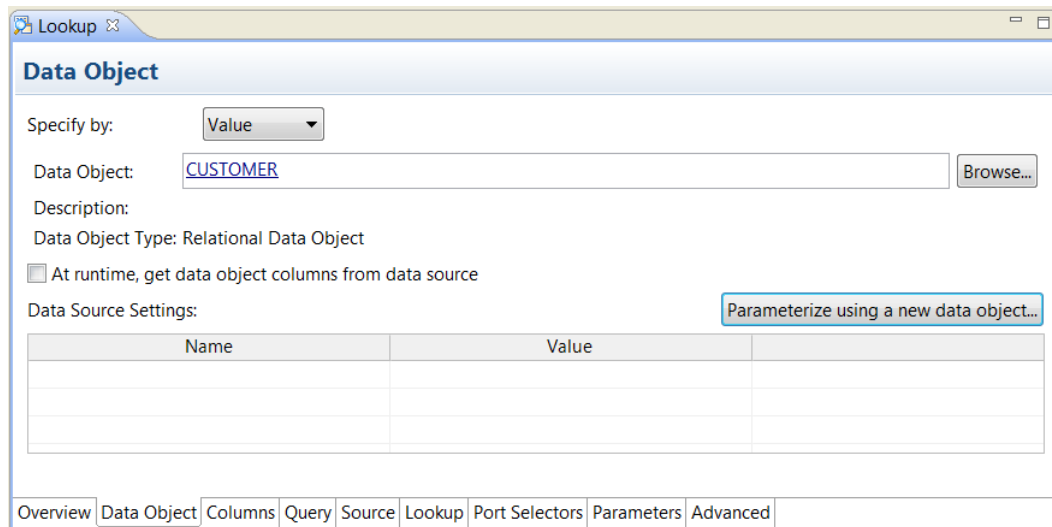 Lookup
Data Object
Specify by: Value
Data Object: CUSTOMER Browse...
Description:
Data Object Type: Relational Data Object
At runtime, get data object columns from data source
Data Source Settings: Parameterize using a new data object...
Name Value
Overview Data Object Columns Query Source Lookup Port Selectors Parameters Advanced